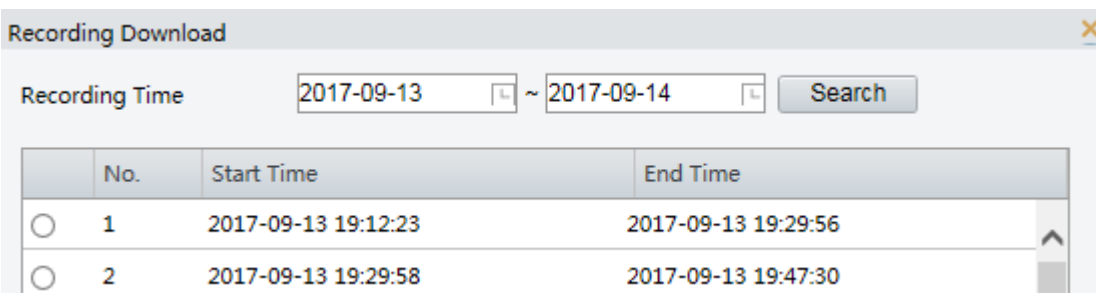 Recording Download
Recording Time 2017-09-13 ~ 2017-09-14 Search
No. Start Time End Time
1 2017-09-13 19:12:23 2017-09-13 19:29:56
2 2017-09-13 19:29:58 2017-09-13 19:47:30